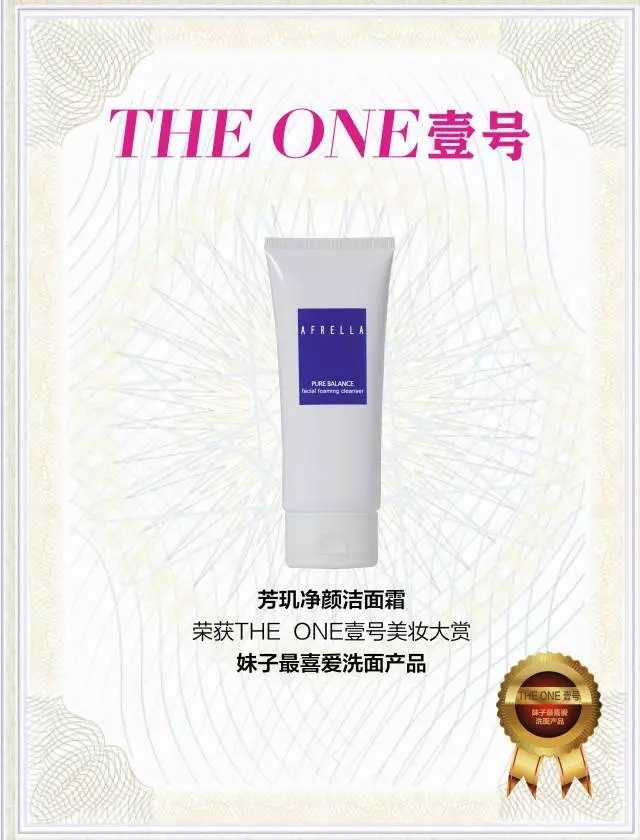 THE ONE壹号
AFRELLA
PURE BALANCE
facial foaming cleanser
芳玑净颜洁面霜
荣获THE ONE壹号美妆大赏
妹子最喜爱洗面产品
THE ONE 壹号
妹子最喜爱
洗面产品